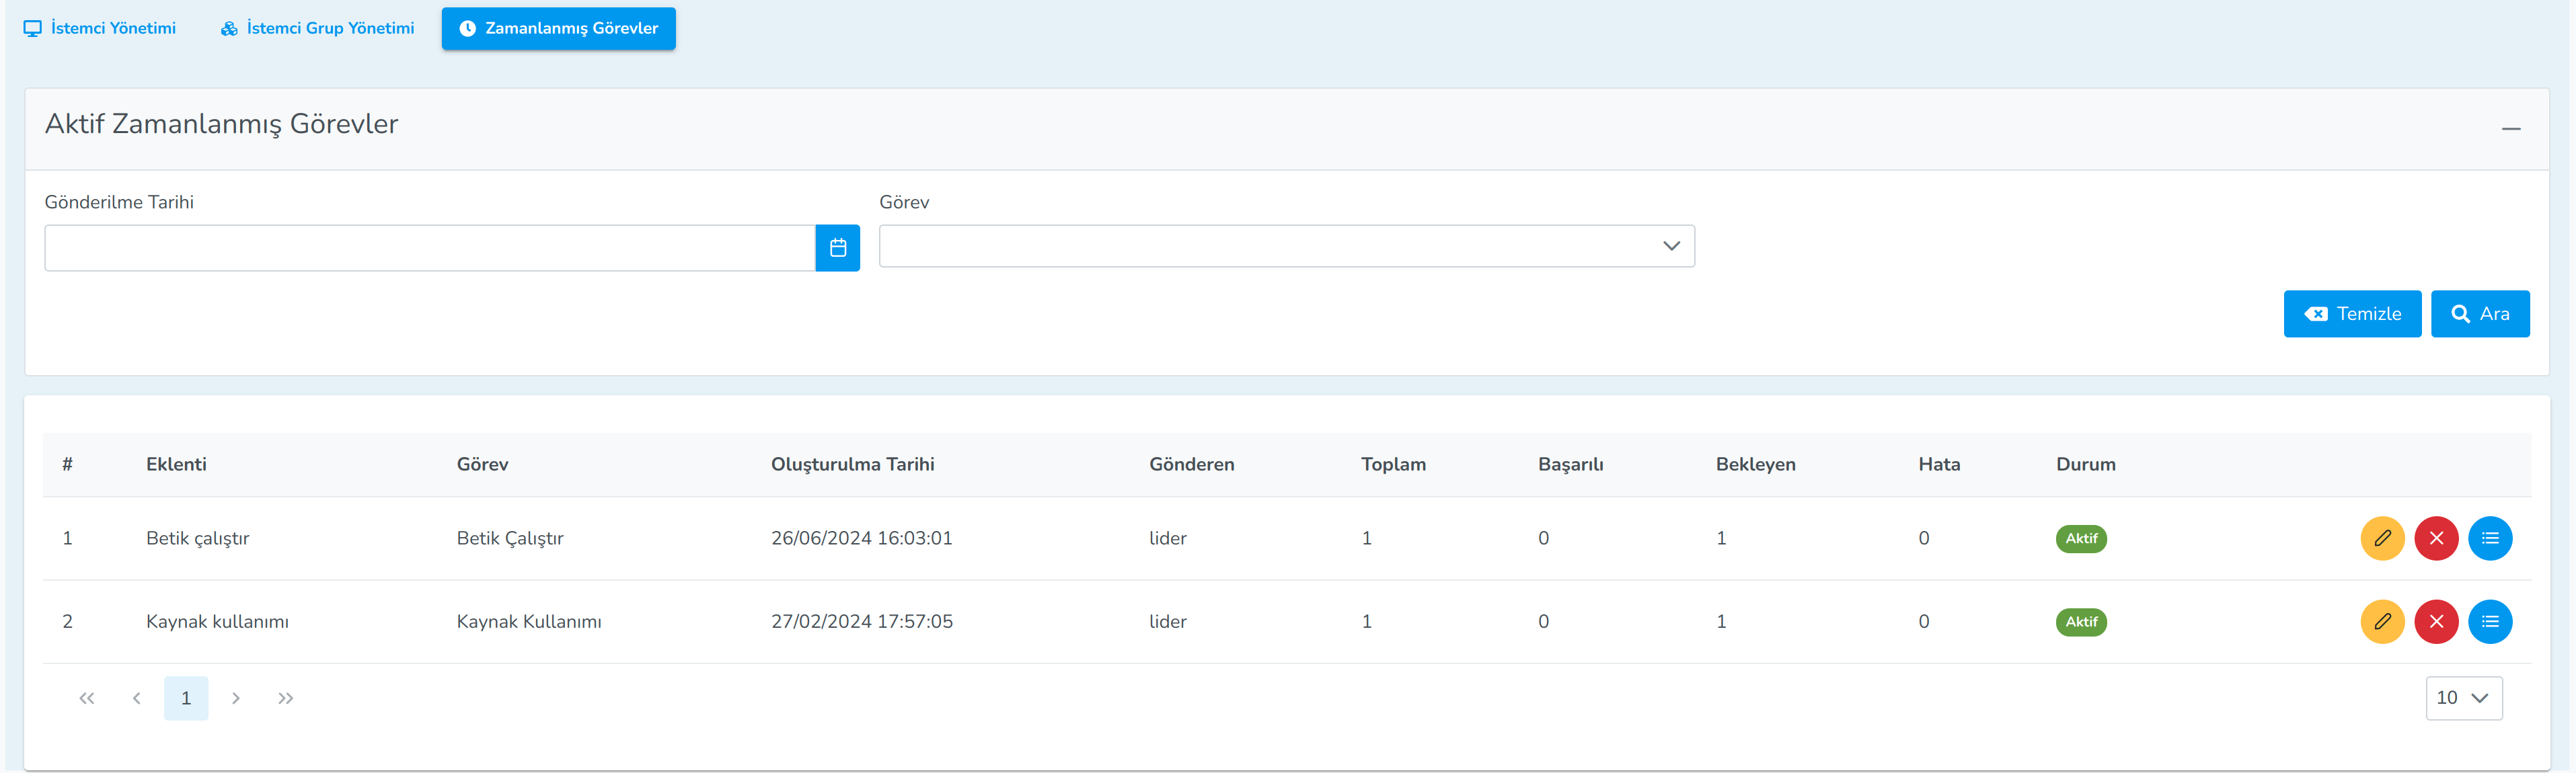 İstemci Yönetimi İstemci Grup Yönetimi Zamanlanmış Görevler
Aktif Zamanlanmış Görevler
Gönderilme Tarihi Görev
Temizle Ara
# Eklenti Görev Oluşturulma Tarihi Gönderen Toplam Başarılı Bekleyen Hata Durum
1 Betik çalıştır Betik Çalıştır 26/06/2024 16:03:01 lider 1 0 1 0 Aktif
2 Kaynak kullanımı Kaynak Kullanımı 27/02/2024 17:57:05 lider 1 0 1 0 Aktif
1 10